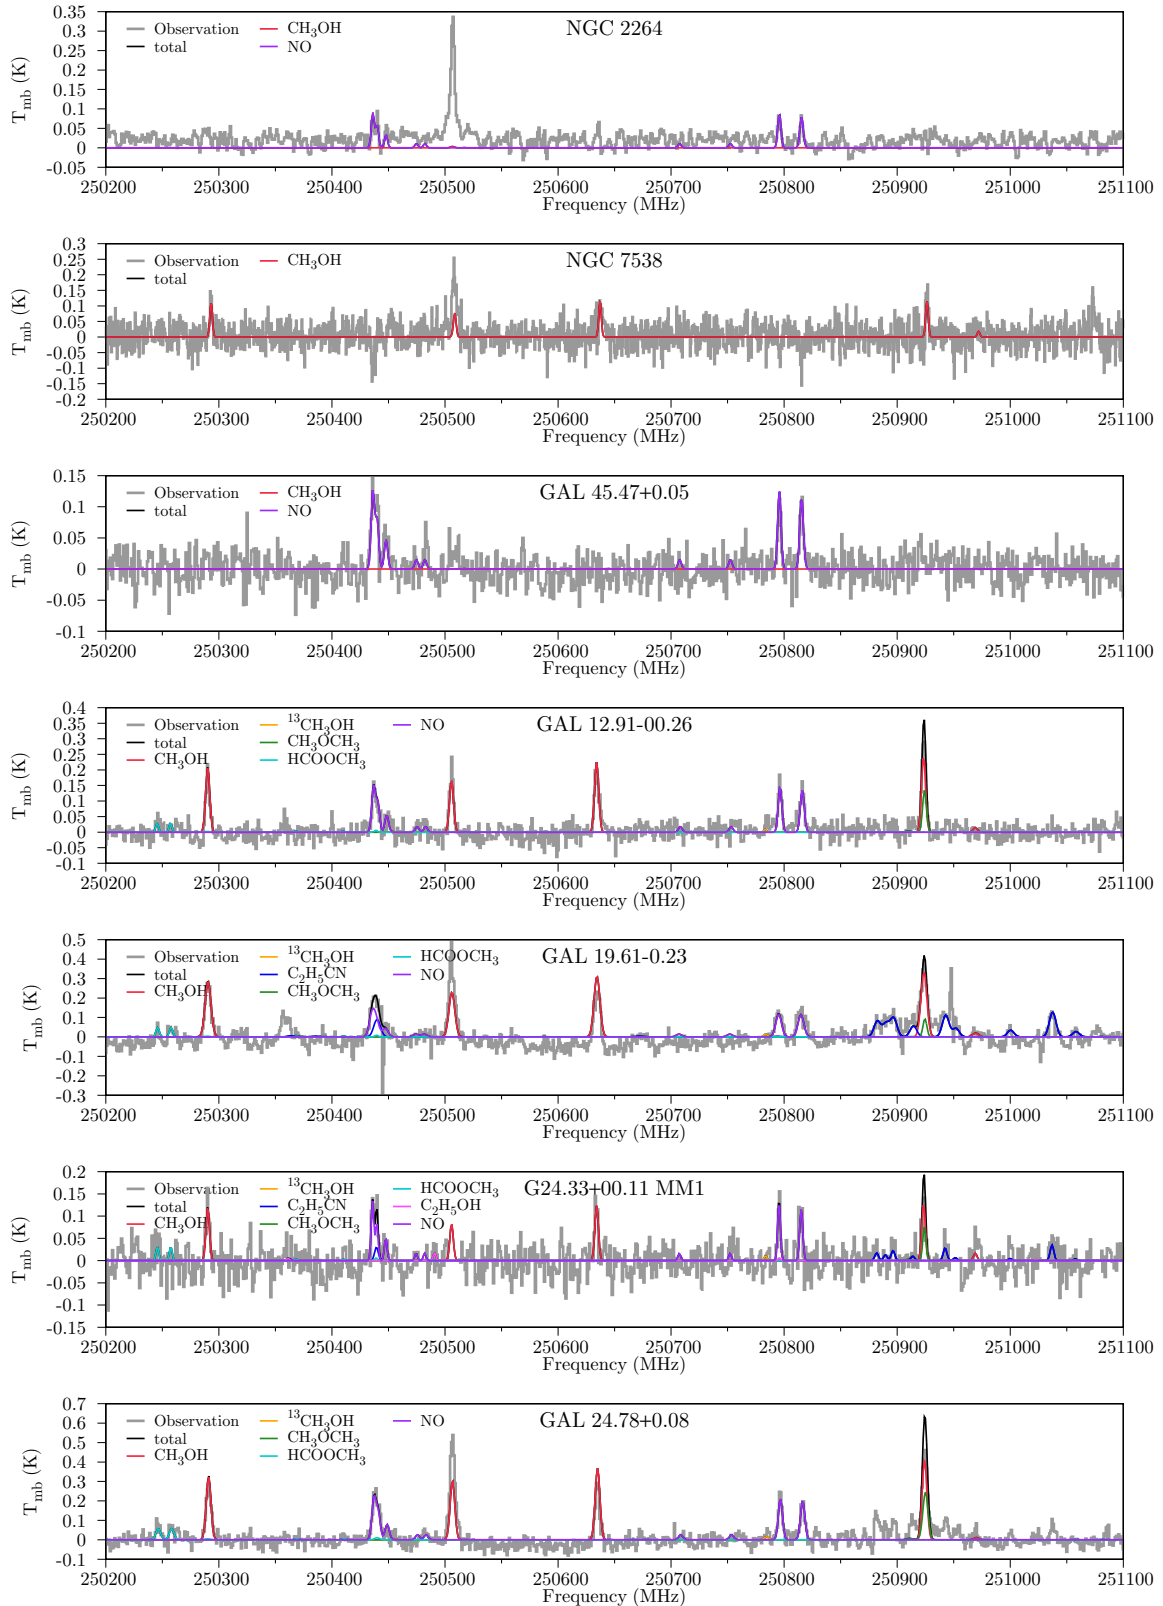 NGC 2264
Observation CH₃OH
total NO
T_mb (K)
0.35
0.3
0.25
0.2
0.15
0.1
0.05
0
-0.05
250200 250300 250400 250500 250600 250700 250800 250900 251000 251100
Frequency (MHz)
NGC 7538
Observation CH₃OH
total
T_mb (K)
0.3
0.25
0.2
0.15
0.1
0.05
0
-0.05
-0.1
-0.15
-0.2
250200 250300 250400 250500 250600 250700 250800 250900 251000 251100
Frequency (MHz)
GAL 45.47+0.05
Observation CH₃OH
total NO
T_mb (K)
0.15
0.1
0.05
0
-0.05
-0.1
250200 250300 250400 250500 250600 250700 250800 250900 251000 251100
Frequency (MHz)
GAL 12.91-00.26
Observation ¹³CH₃OH NO
total CH₃OCH₃
CH₃OH HCOOCH₃
T_mb (K)
0.4
0.35
0.3
0.25
0.2
0.15
0.1
0.05
0
-0.05
-0.1
250200 250300 250400 250500 250600 250700 250800 250900 251000 251100
Frequency (MHz)
GAL 19.61-0.23
Observation ¹³CH₃OH HCOOCH₃
total C₂H₅CN NO
CH₃OH CH₃OCH₃
T_mb (K)
0.5
0.4
0.3
0.2
0.1
0
-0.1
-0.2
-0.3
250200 250300 250400 250500 250600 250700 250800 250900 251000 251100
Frequency (MHz)
G24.33+00.11 MM1
Observation ¹³CH₃OH HCOOCH₃
total C₂H₅CN C₂H₅OH
CH₃OH CH₃OCH₃ NO
T_mb (K)
0.2
0.15
0.1
0.05
0
-0.05
-0.1
-0.15
250200 250300 250400 250500 250600 250700 250800 250900 251000 251100
Frequency (MHz)
GAL 24.78+0.08
Observation ¹³CH₃OH NO
total CH₃OCH₃
CH₃OH HCOOCH₃
T_mb (K)
0.7
0.6
0.5
0.4
0.3
0.2
0.1
0
-0.1
250200 250300 250400 250500 250600 250700 250800 250900 251000 251100
Frequency (MHz)